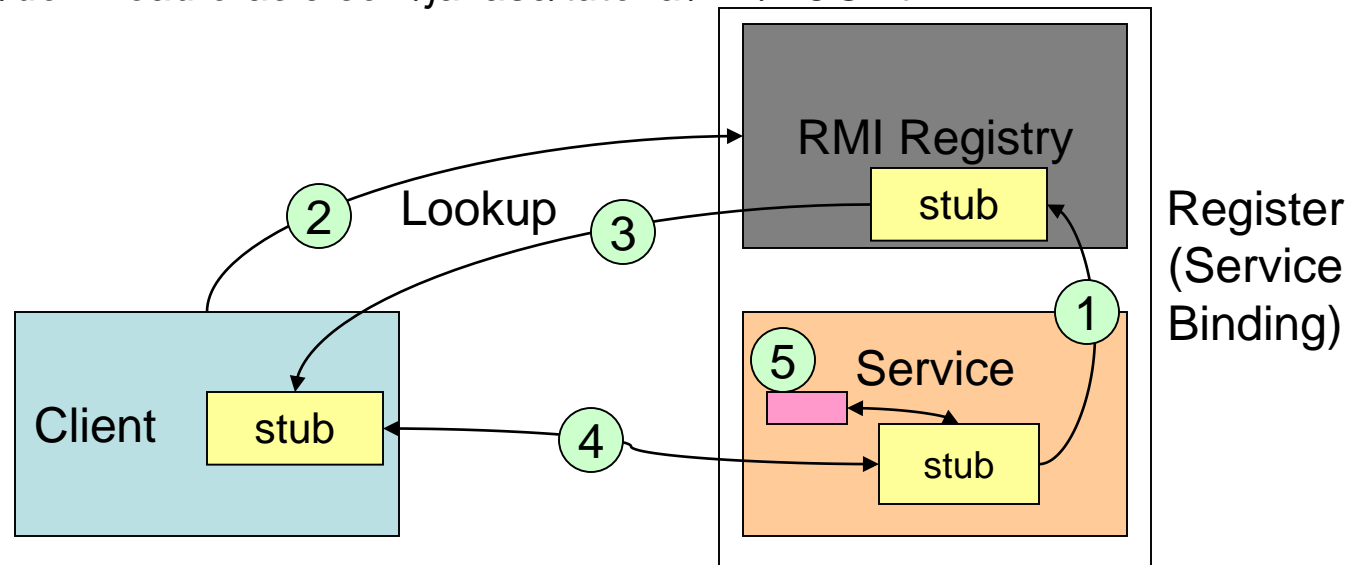 RMI Registry
stub
2
Lookup
3
Register
(Service
Binding)
1
5
Service
Client
stub
4
stub